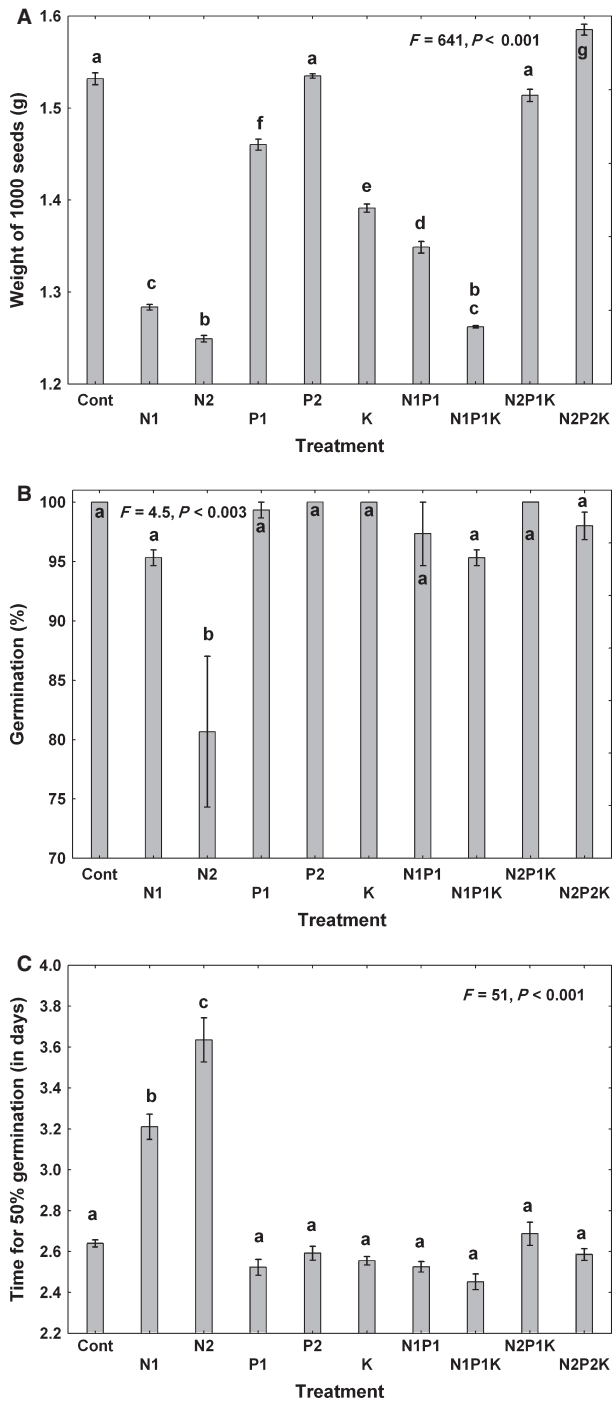 A
Weight of 1000 seeds (g)
1.6
1.5
1.4
1.3
1.2
F = 641, P < 0.001
a
c
b
f
a
e
d
b
c
a
g
Cont
N1
N2
P1
P2
K
N1P1
N1P1K
N2P1K
N2P2K
Treatment
B
Germination (%)
100
95
90
85
80
75
70
F = 4.5, P < 0.003
a
a
b
a
a
a
a
a
a
a
Cont
N1
N2
P1
P2
K
N1P1
N1P1K
N2P1K
N2P2K
Treatment
C
Time for 50% germination (in days)
4.0
3.8
3.6
3.4
3.2
3.0
2.8
2.6
2.4
2.2
F = 51, P < 0.001
a
b
c
a
a
a
a
a
a
a
Cont
N1
N2
P1
P2
K
N1P1
N1P1K
N2P1K
N2P2K
Treatment